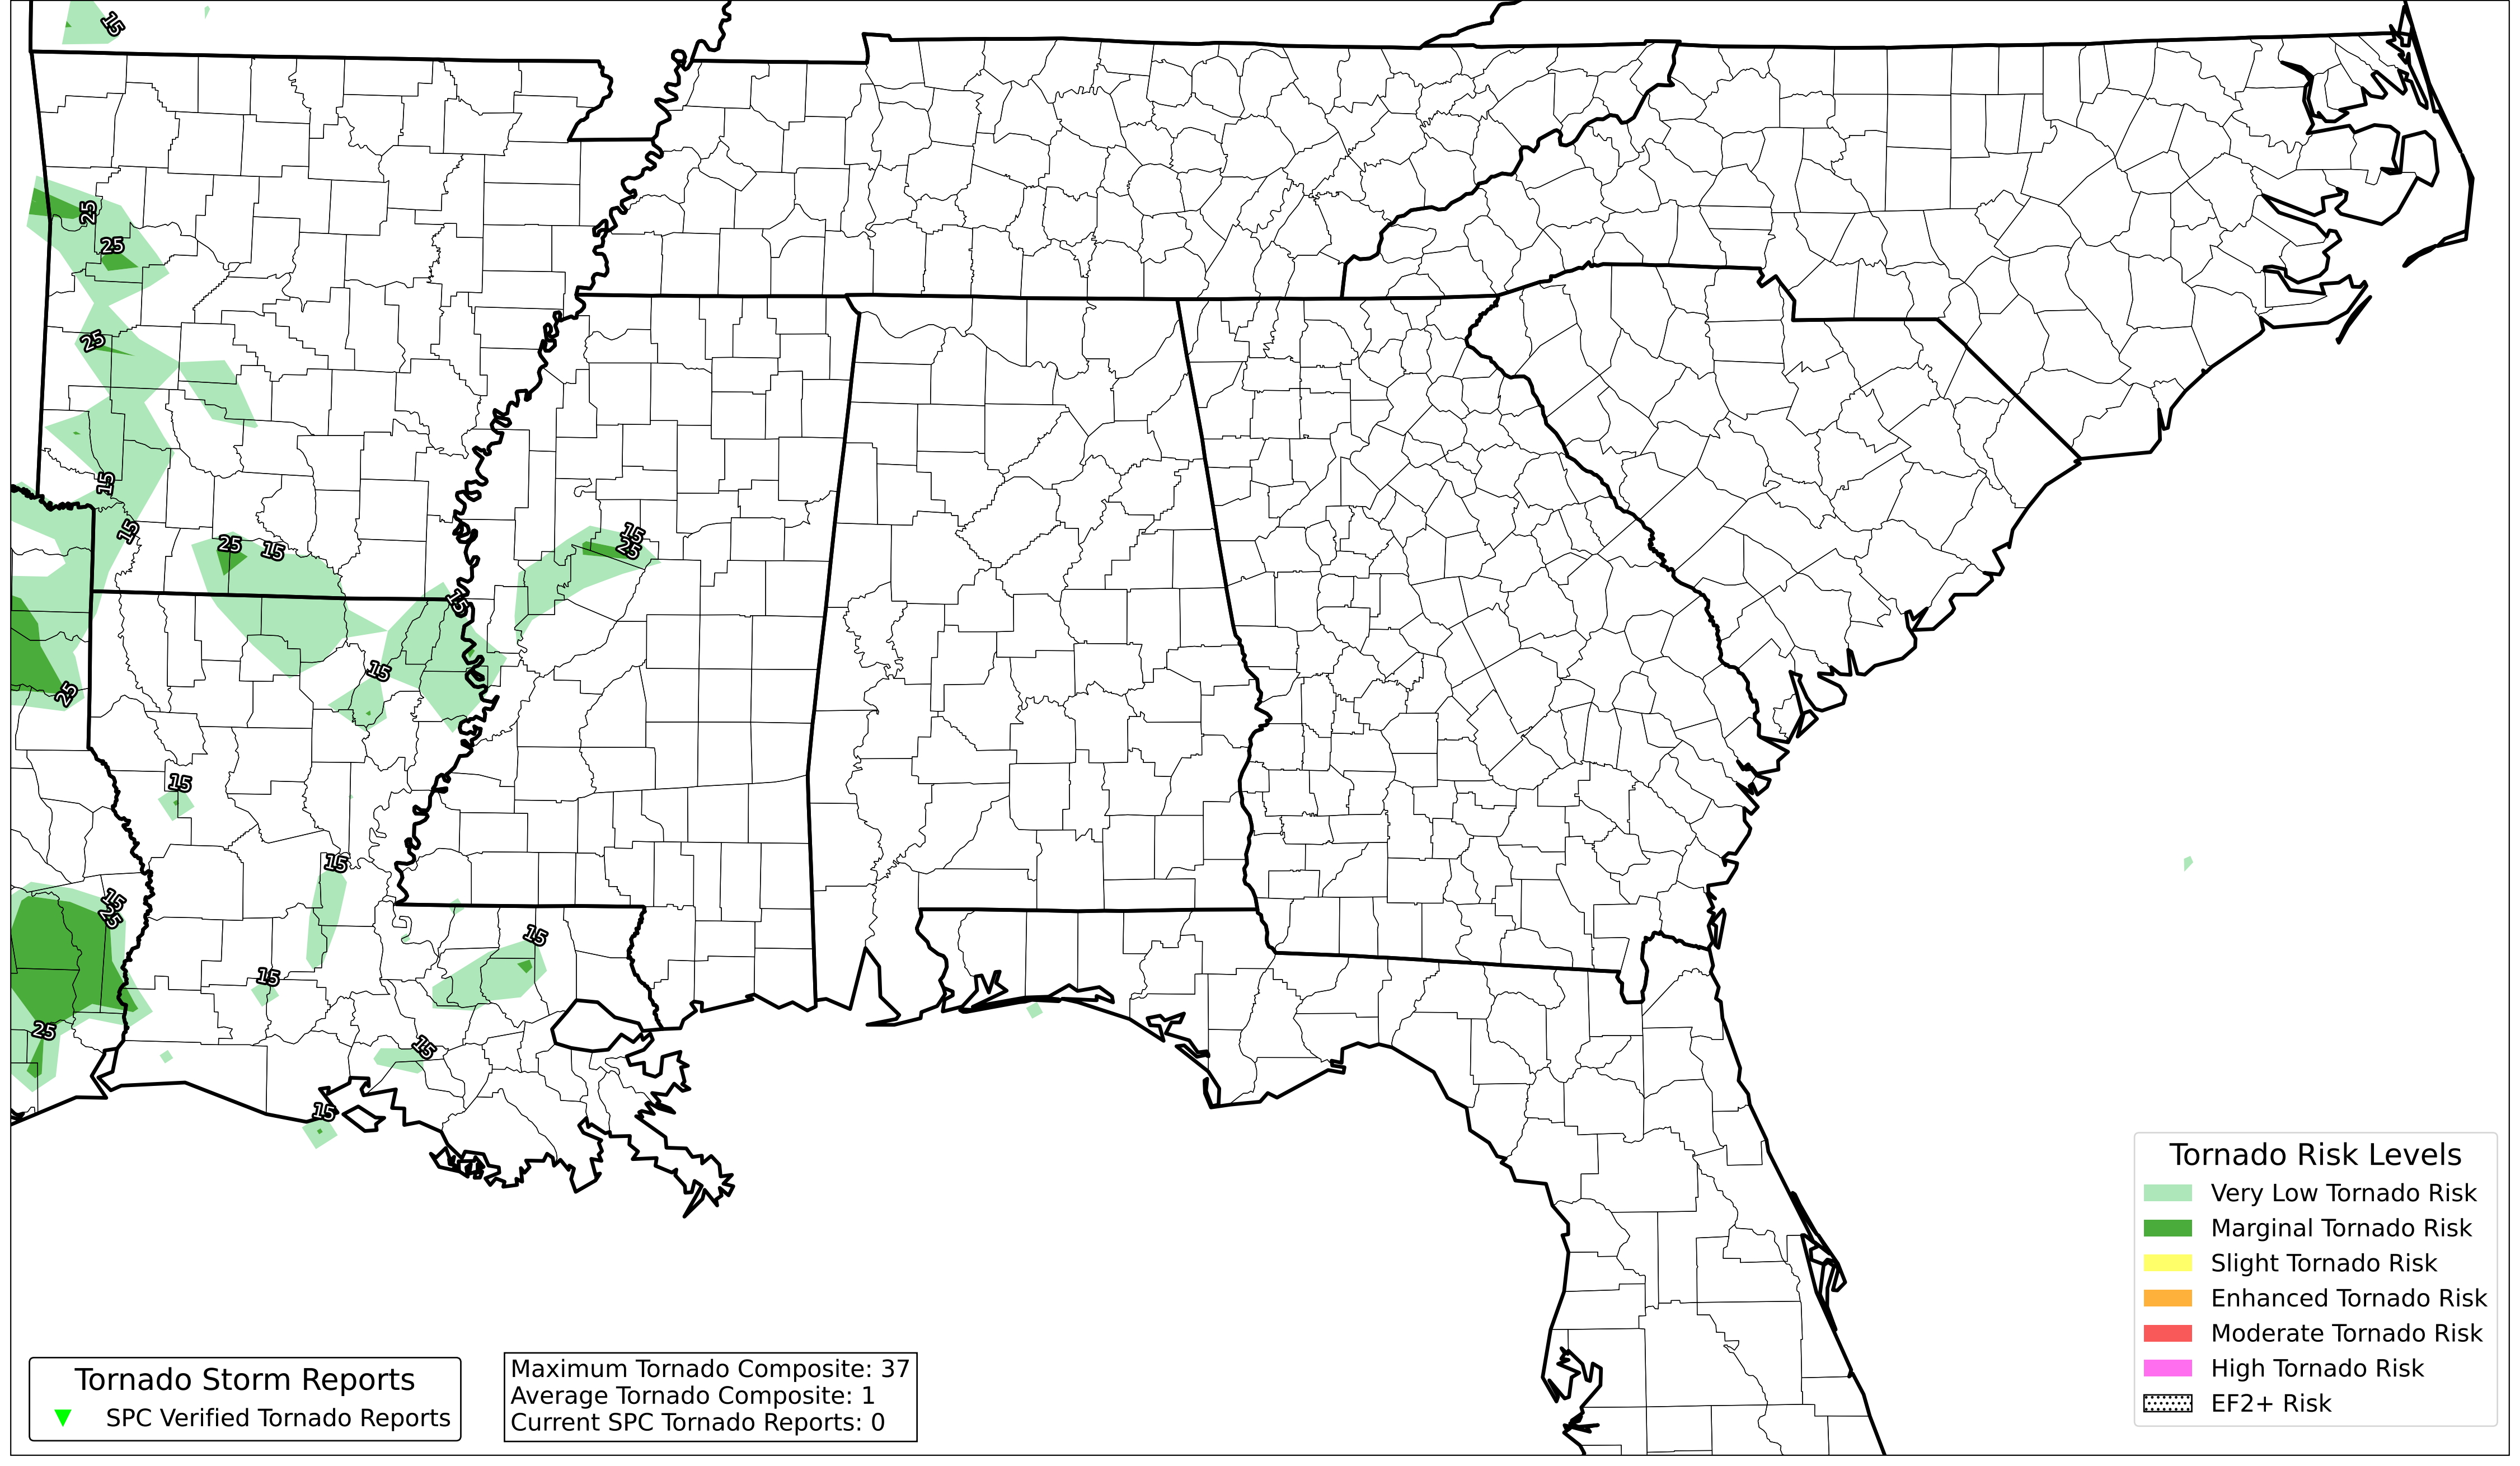 15
25
25
25
15
15
25
15
15
25
15
25
15
15
15
15
25
15
15
25
15
15
Tornado Risk Levels
Very Low Tornado Risk
Marginal Tornado Risk
Slight Tornado Risk
Enhanced Tornado Risk
Moderate Tornado Risk
High Tornado Risk
EF2+ Risk
Tornado Storm Reports
SPC Verified Tornado Reports
Maximum Tornado Composite: 37
Average Tornado Composite: 1
Current SPC Tornado Reports: 0